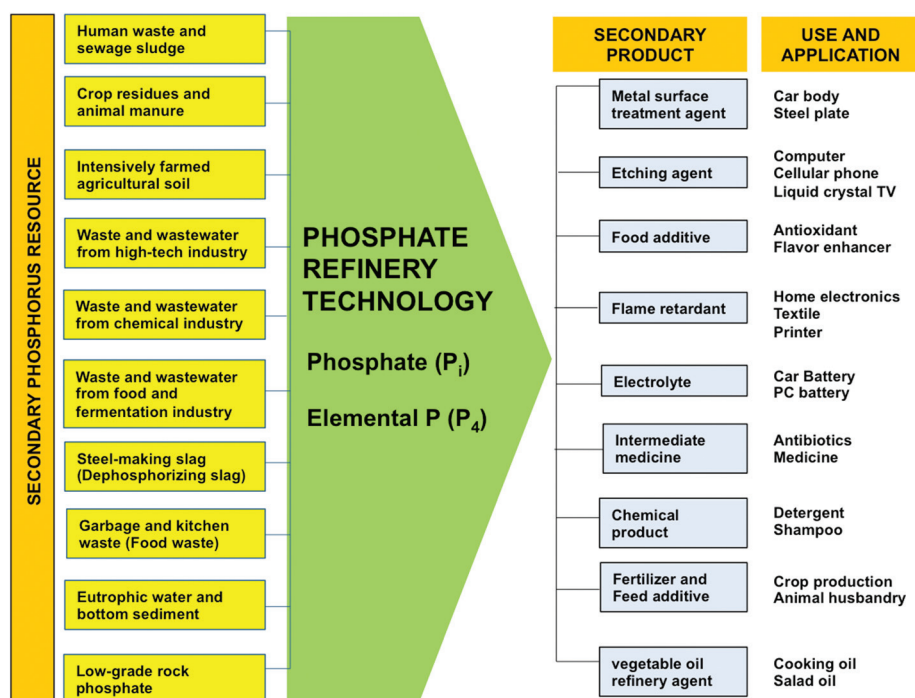 SECONDARY PHOSPHORUS RESOURCE
Human waste and
sewage sludge
Crop residues and
animal manure
Intensively farmed
agricultural soil
Waste and wastewater
from high-tech industry
Waste and wastewater
from chemical industry
Waste and wastewater
from food and
fermentation industry
Steel-making slag
(Dephosphorizing slag)
Garbage and kitchen
waste (Food waste)
Eutrophic water and
bottom sediment
Low-grade rock
phosphate
PHOSPHATE
REFINERY
TECHNOLOGY
Phosphate (Pi)
Elemental P (P4)
SECONDARY
PRODUCT
Metal surface
treatment agent
Etching agent
Food additive
Flame retardant
Electrolyte
Intermediate
medicine
Chemical
product
Fertilizer and
Feed additive
vegetable oil
refinery agent
USE AND
APPLICATION
Car body
Steel plate
Computer
Cellular phone
Liquid crystal TV
Antioxidant
Flavor enhancer
Home electronics
Textile
Printer
Car Battery
PC battery
Antibiotics
Medicine
Detergent
Shampoo
Crop production
Animal husbandry
Cooking oil
Salad oil